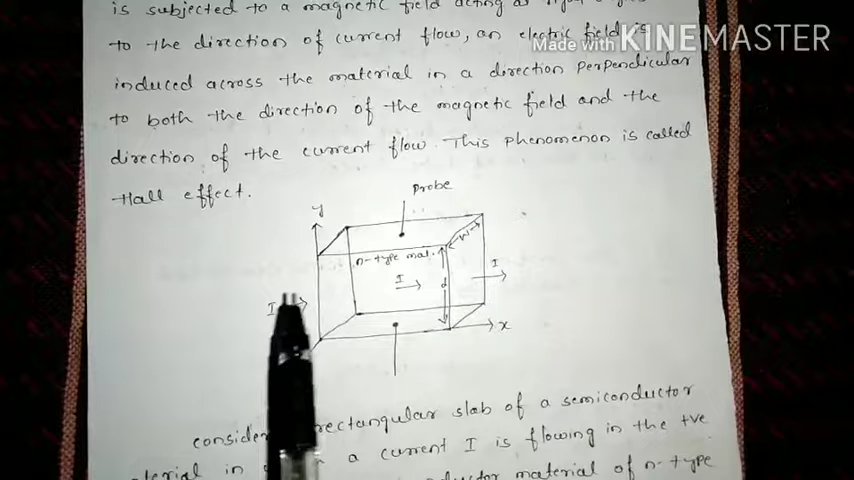 is subjected to a magnetic field acting at
to the direction of current flow, an electric field is
Made with KINEMASTER
induced across the material in a direction perpendicular
to both the direction of the magnetic field and the
direction of the current flow. This phenomenon is called
Hall effect.
Probe
y
W
n-type mat.
I
I
d
I
x
consider rectangular slab of a semiconductor
in a current I is flowing in the +ve
material of n-type